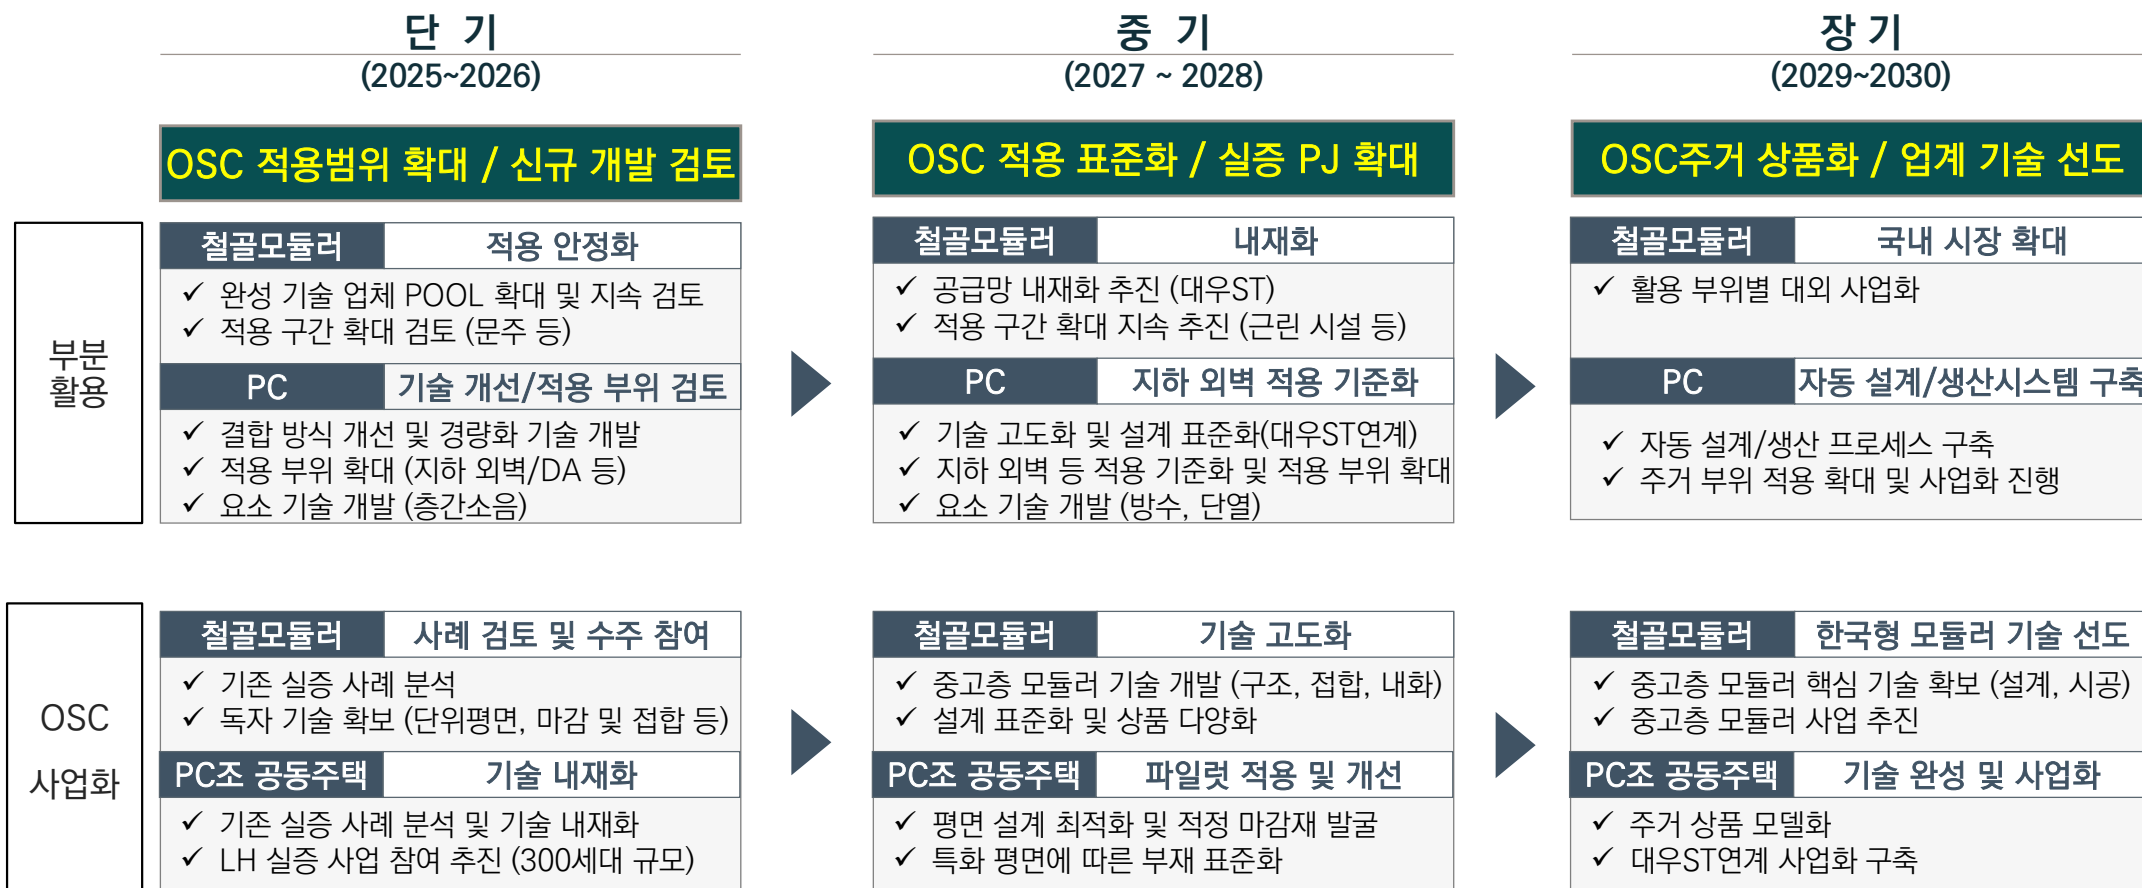 단 기
(2025~2026)
중 기
(2027 ~ 2028)
장 기
(2029~2030)
OSC 적용범위 확대 / 신규 개발 검토
OSC 적용 표준화 / 실증 PJ 확대
OSC주거 상품화 / 업계 기술 선도
부분
활용
철골모듈러 적용 안정화
✓ 완성 기술 업체 POOL 확대 및 지속 검토
✓ 적용 구간 확대 검토 (문주 등)
PC 기술 개선/적용 부위 검토
✓ 결합 방식 개선 및 경량화 기술 개발
✓ 적용 부위 확대 (지하 외벽/DA 등)
✓ 요소 기술 개발 (층간소음)
철골모듈러 내재화
✓ 공급망 내재화 추진 (대우ST)
✓ 적용 구간 확대 지속 추진 (근린 시설 등)
PC 지하 외벽 적용 기준화
✓ 기술 고도화 및 설계 표준화(대우ST연계)
✓ 지하 외벽 등 적용 기준화 및 적용 부위 확대
✓ 요소 기술 개발 (방수, 단열)
철골모듈러 국내 시장 확대
✓ 활용 부위별 대외 사업화
PC 자동 설계/생산시스템 구축
✓ 자동 설계/생산 프로세스 구축
✓ 주거 부위 적용 확대 및 사업화 진행
OSC
사업화
철골모듈러 사례 검토 및 수주 참여
✓ 기존 실증 사례 분석
✓ 독자 기술 확보 (단위평면, 마감 및 접합 등)
PC조 공동주택 기술 내재화
✓ 기존 실증 사례 분석 및 기술 내재화
✓ LH 실증 사업 참여 추진 (300세대 규모)
철골모듈러 기술 고도화
✓ 중고층 모듈러 기술 개발 (구조, 접합, 내화)
✓ 설계 표준화 및 상품 다양화
PC조 공동주택 파일럿 적용 및 개선
✓ 평면 설계 최적화 및 적정 마감재 발굴
✓ 특화 평면에 따른 부재 표준화
철골모듈러 한국형 모듈러 기술 선도
✓ 중고층 모듈러 핵심 기술 확보 (설계, 시공)
✓ 중고층 모듈러 사업 추진
PC조 공동주택 기술 완성 및 사업화
✓ 주거 상품 모델화
✓ 대우ST연계 사업화 구축